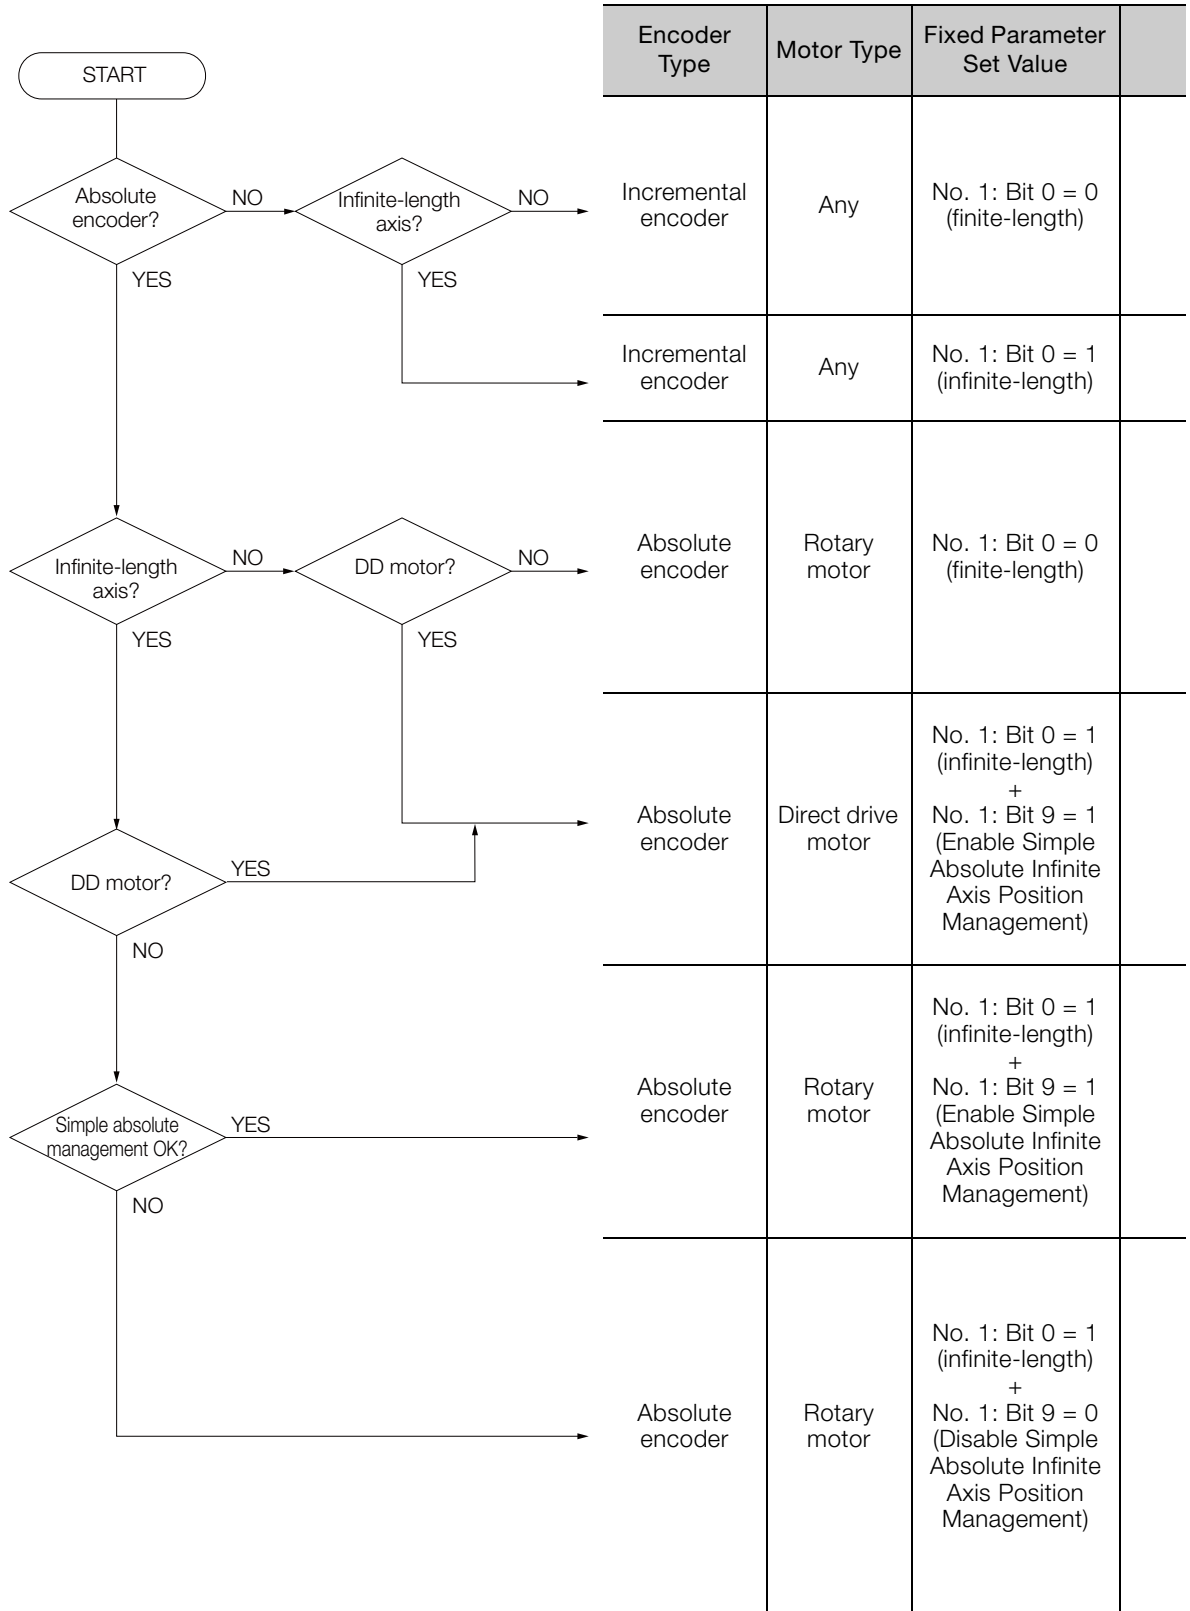 START
Absolute
encoder?
NO
YES
Infinite-length
axis?
NO
YES
Infinite-length
axis?
NO
YES
DD motor?
NO
YES
DD motor?
YES
NO
Simple absolute
management OK?
YES
NO
Encoder
Type
Motor Type
Fixed Parameter
Set Value
Incremental
encoder
Any
No. 1: Bit 0 = 0
(finite-length)
Incremental
encoder
Any
No. 1: Bit 0 = 1
(infinite-length)
Absolute
encoder
Rotary
motor
No. 1: Bit 0 = 0
(finite-length)
Absolute
encoder
Direct drive
motor
No. 1: Bit 0 = 1
(infinite-length)
+
No. 1: Bit 9 = 1
(Enable Simple
Absolute Infinite
Axis Position
Management)
Absolute
encoder
Rotary
motor
No. 1: Bit 0 = 1
(infinite-length)
+
No. 1: Bit 9 = 1
(Enable Simple
Absolute Infinite
Axis Position
Management)
Absolute
encoder
Rotary
motor
No. 1: Bit 0 = 1
(infinite-length)
+
No. 1: Bit 9 = 0
(Disable Simple
Absolute Infinite
Axis Position
Management)